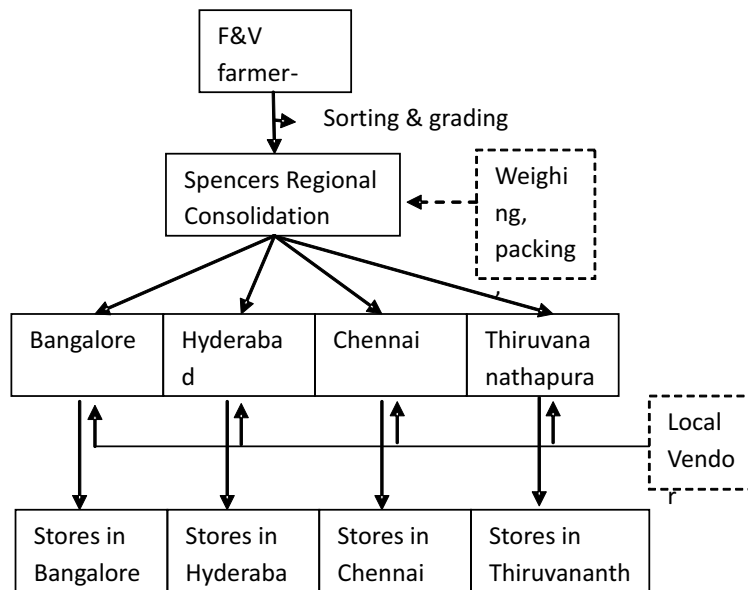 F&V
farmer-
Sorting & grading
Spencers Regional
Consolidation
Weighi
ng,
packing
,
Bangalore
Hyderaba
d
Chennai
Thiruvana
nathapura
Local
Vendo
r
Stores in
Bangalore
Stores in
Hyderaba
Stores in
Chennai
Stores in
Thiruvananth